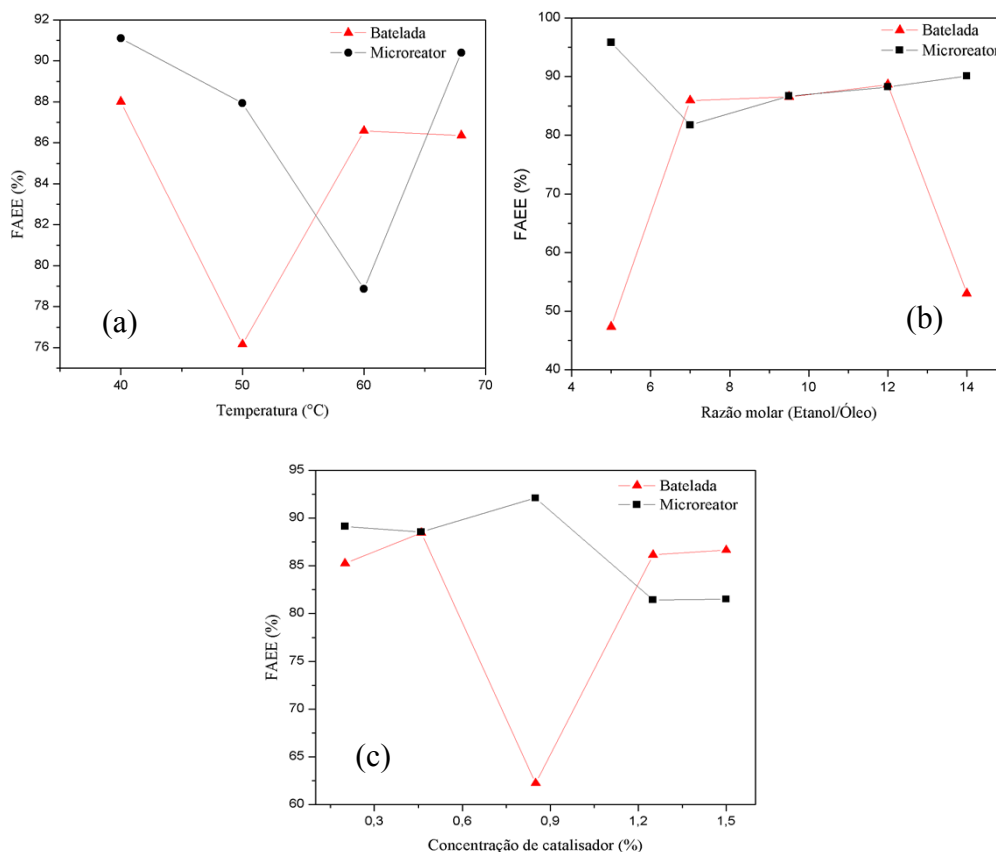 92
90
88
86
84
82
80
78
76
FAEE (%)
Batelada
Microreator
(a)
40
50
60
70
Temperatura (°C)
100
90
80
70
60
50
40
FAEE (%)
Batelada
Microreator
(b)
4
6
8
10
12
14
Razão molar (Etanol/Óleo)
95
90
85
80
75
70
65
60
FAEE (%)
Batelada
Microreator
(c)
0,3
0,6
0,9
1,2
1,5
Concentração de catalisador (%)